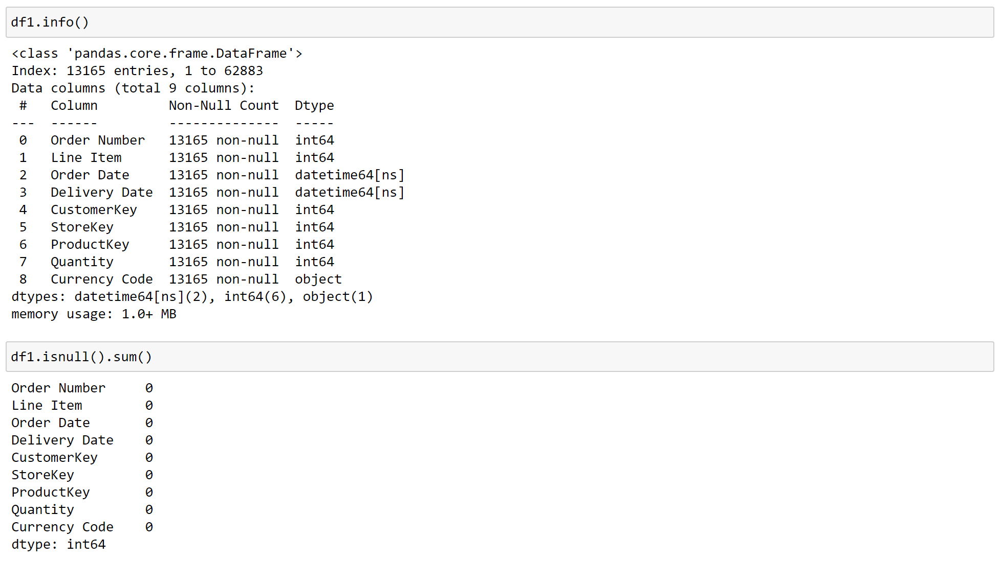 df1.info()
<class 'pandas.core.frame.DataFrame'>
Index: 13165 entries, 1 to 62883
Data columns (total 9 columns):
 #   Column         Non-Null Count  Dtype
---  ------         --------------  -----
 0   Order Number   13165 non-null  int64
 1   Line Item      13165 non-null  int64
 2   Order Date     13165 non-null  datetime64[ns]
 3   Delivery Date  13165 non-null  datetime64[ns]
 4   CustomerKey    13165 non-null  int64
 5   StoreKey       13165 non-null  int64
 6   ProductKey     13165 non-null  int64
 7   Quantity       13165 non-null  int64
 8   Currency Code  13165 non-null  object
dtypes: datetime64[ns](2), int64(6), object(1)
memory usage: 1.0+ MB
df1.isnull().sum()
Order Number     0
Line Item        0
Order Date       0
Delivery Date    0
CustomerKey      0
StoreKey         0
ProductKey       0
Quantity         0
Currency Code    0
dtype: int64